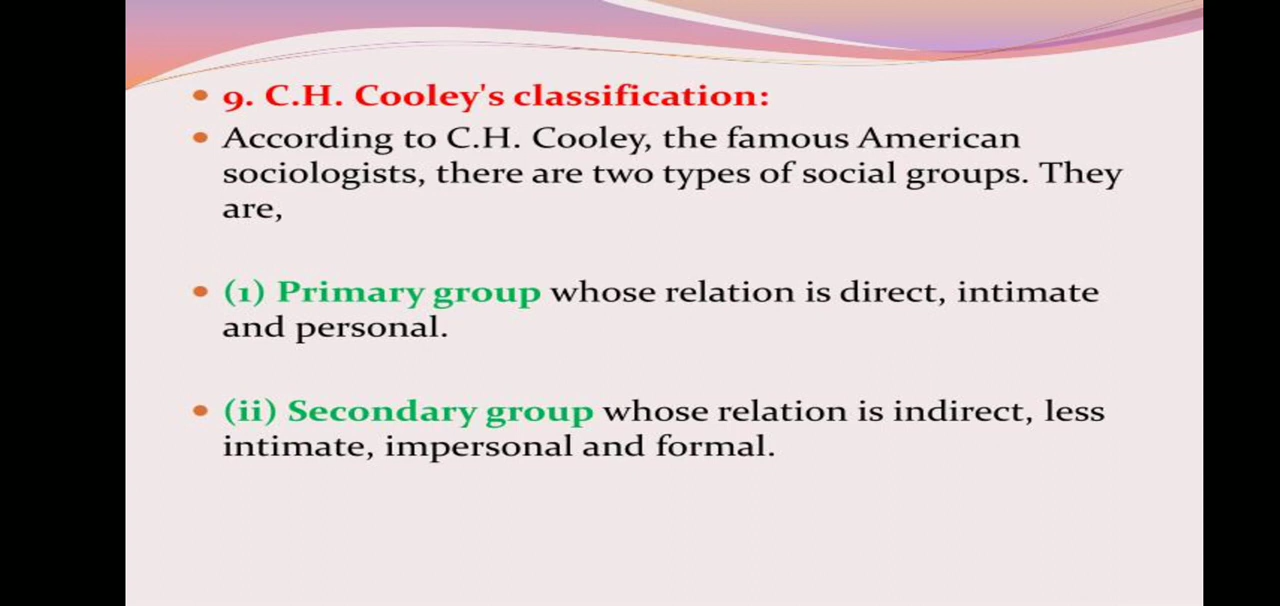 9. C.H. Cooley's classification:
According to C.H. Cooley, the famous American
sociologists, there are two types of social groups. They
are,
(1) Primary group whose relation is direct, intimate
and personal.
(ii) Secondary group whose relation is indirect, less
intimate, impersonal and formal.